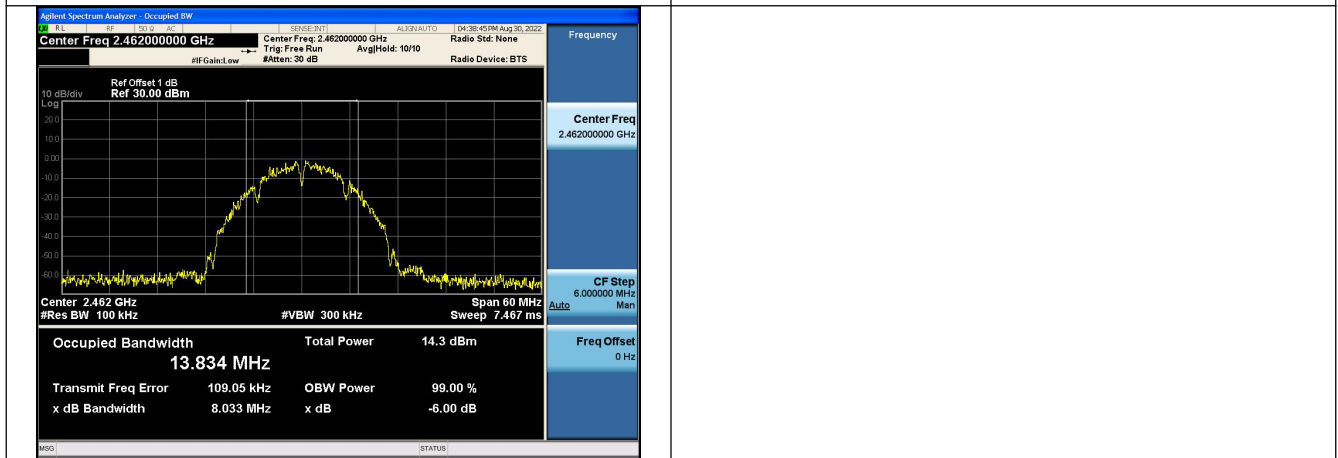 Agilent Spectrum Analyzer - Occupied BW
RL RF 50 Ω AC SENSE:INT ALIGN AUTO 04:38:45 PM Aug 30, 2022
Center Freq 2.462000000 GHz
Center Freq: 2.462000000 GHz
Radio Std: None
Trig: Free Run Avg|Hold: 10/10
#IFGain:Low #Atten: 30 dB Radio Device: BTS
Ref Offset 1 dB
10 dB/div Ref 30.00 dBm
Log
20.0
10.0
0.00
-10.0
-20.0
-30.0
-40.0
-50.0
-60.0
Center 2.462 GHz Span 60 MHz
#Res BW 100 kHz #VBW 300 kHz Sweep 7.467 ms
Occupied Bandwidth Total Power 14.3 dBm
13.834 MHz
Transmit Freq Error 109.05 kHz OBW Power 99.00 %
x dB Bandwidth 8.033 MHz x dB -6.00 dB
MSG STATUS
Frequency
Center Freq
2.462000000 GHz
CF Step
6.000000 MHz
Auto Man
Freq Offset
0 Hz